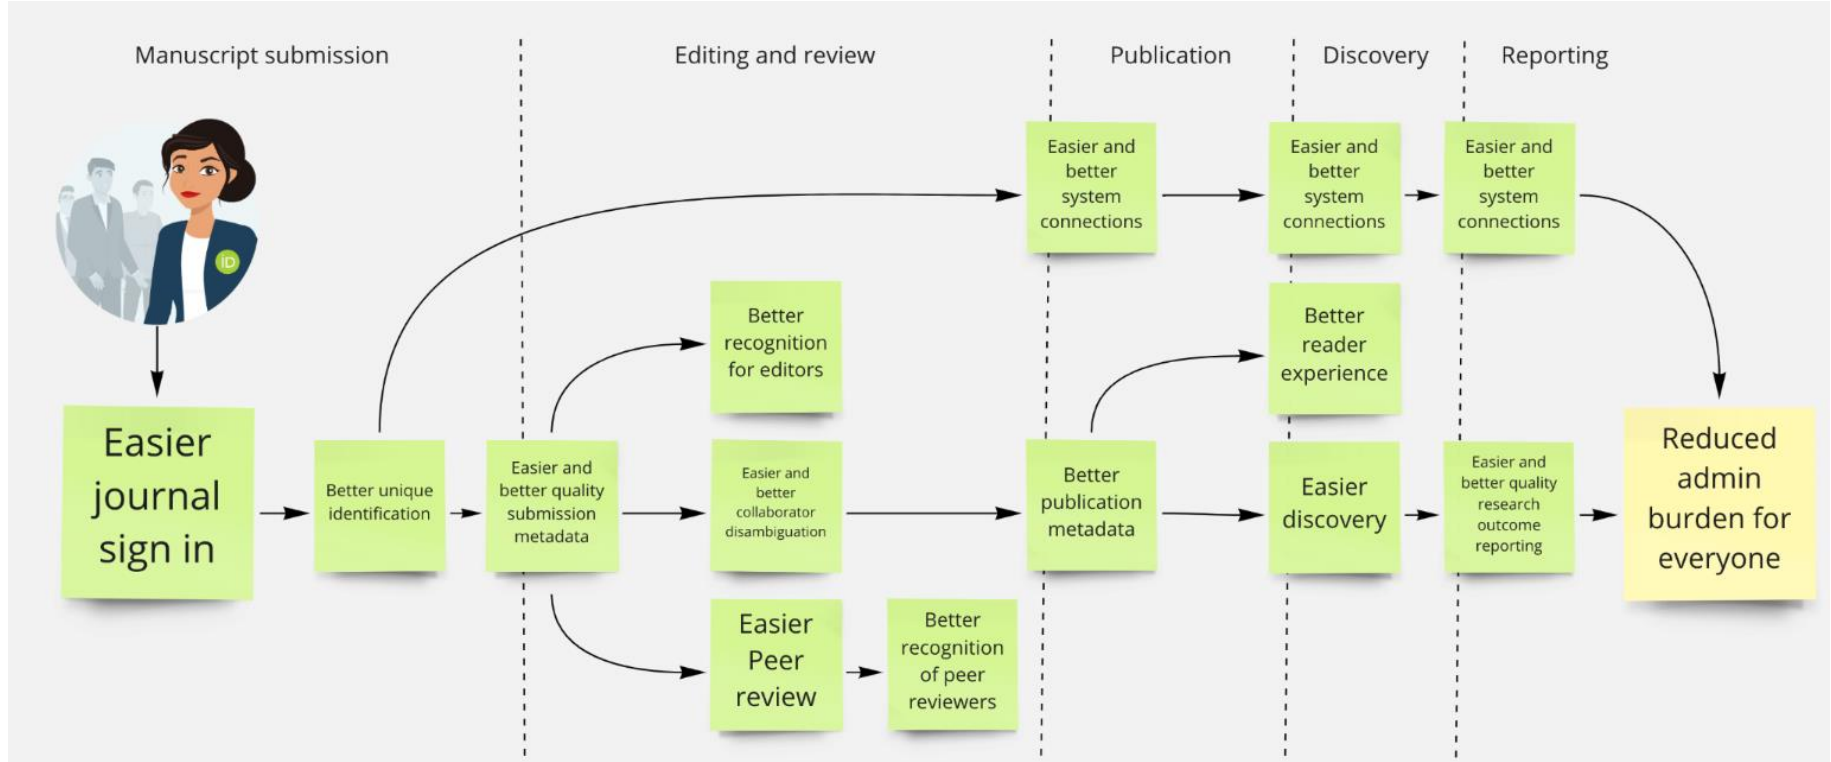 Manuscript submission
Editing and review
Publication
Discovery
Reporting
iD
Easier and
better
system
connections
Easier and
better
system
connections
Easier and
better
system
connections
Better
recognition
for editors
Better
reader
experience
Easier
journal
sign in
Better unique
identification
Easier and
better quality
submission
metadata
Easier and
better
collaborator
disambiguation
Better
publication
metadata
Easier
discovery
Easier and
better quality
research
outcome
reporting
Reduced
admin
burden for
everyone
Easier
Peer
review
Better
recognition
of peer
reviewers